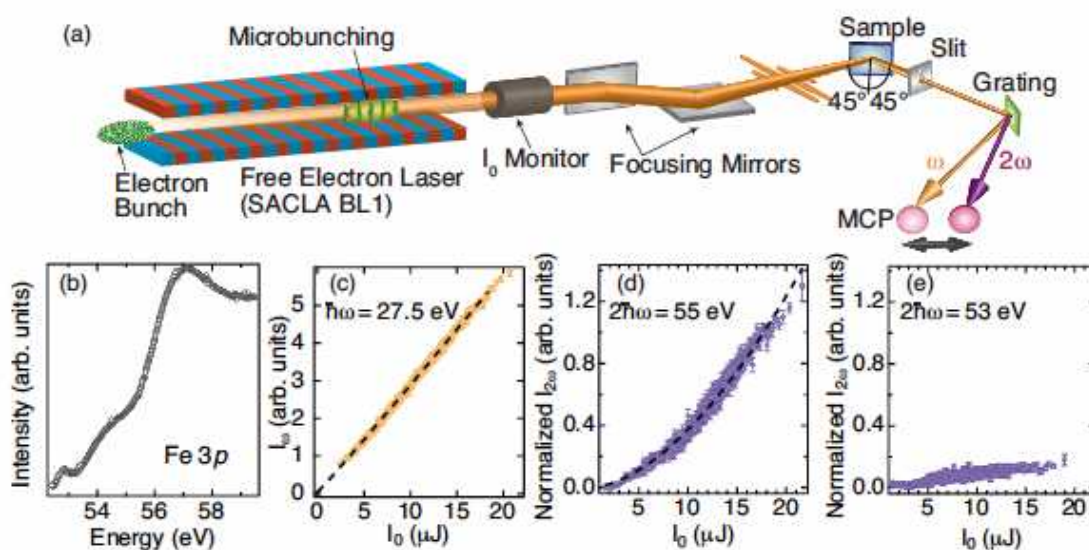 (a)
Microbunching
Sample
Slit
Grating
45° 45°
I₀ Monitor
Focusing Mirrors
Electron
Bunch
Free Electron Laser
(SACLA BL1)
ω
2ω
MCP
(b)
Intensity (arb. units)
Fe 3p
54 56 58
Energy (eV)
(c)
ħω = 27.5 eV
I_ω (arb. units)
5
4
3
2
1
0
0 5 10 15 20
I₀ (μJ)
(d)
2ħω = 55 eV
Normalized I_2ω (arb. units)
1.2
0.8
0.4
0.0
5 10 15 20
I₀ (μJ)
(e)
2ħω = 53 eV
Normalized I_2ω (arb. units)
1.2
0.8
0.4
0.0
5 10 15 20
I₀ (μJ)